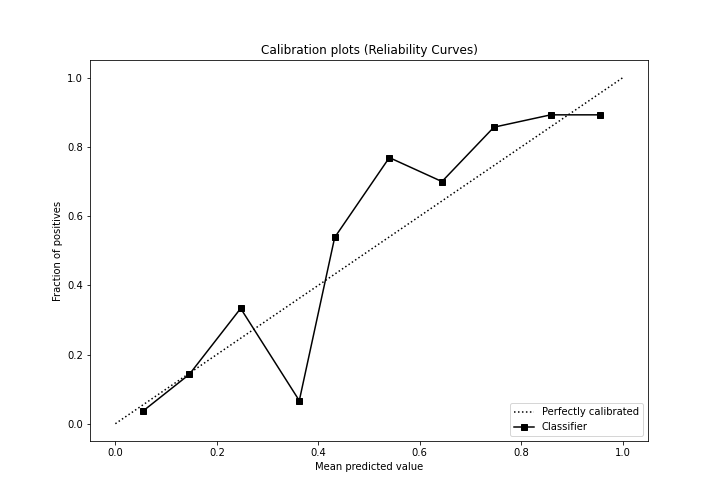 Calibration plots (Reliability Curves)
1.0
0.8
0.6
0.4
0.2
0.0
Fraction of positives
0.0 0.2 0.4 0.6 0.8 1.0
Mean predicted value
Perfectly calibrated
Classifier